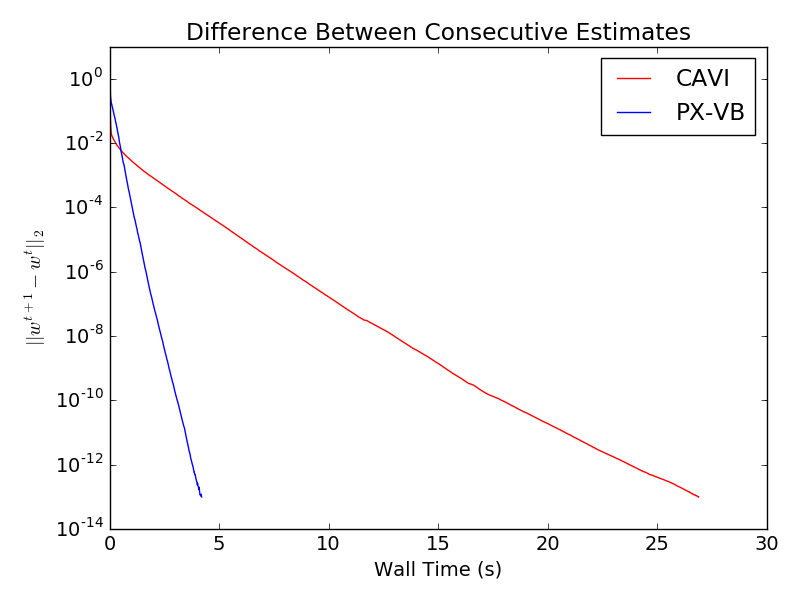 Difference Between Consecutive Estimates
CAVI
PX-VB
10^0
10^-2
10^-4
10^-6
10^-8
10^-10
10^-12
10^-14
||w^{t+1} − w^t||_2
0 5 10 15 20 25 30
Wall Time (s)